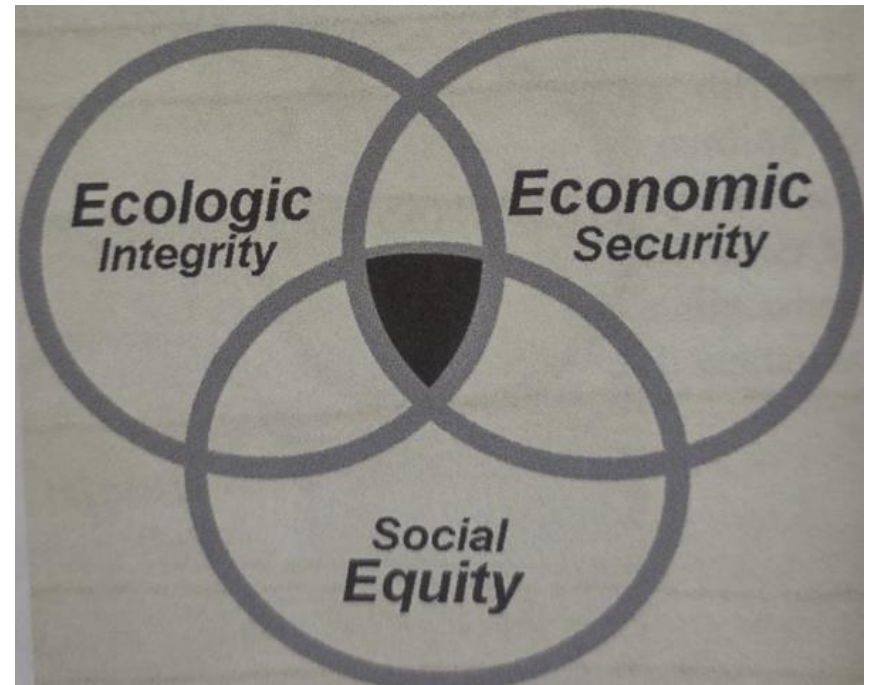 Ecologic
Integrity
Economic
Security
Social
Equity